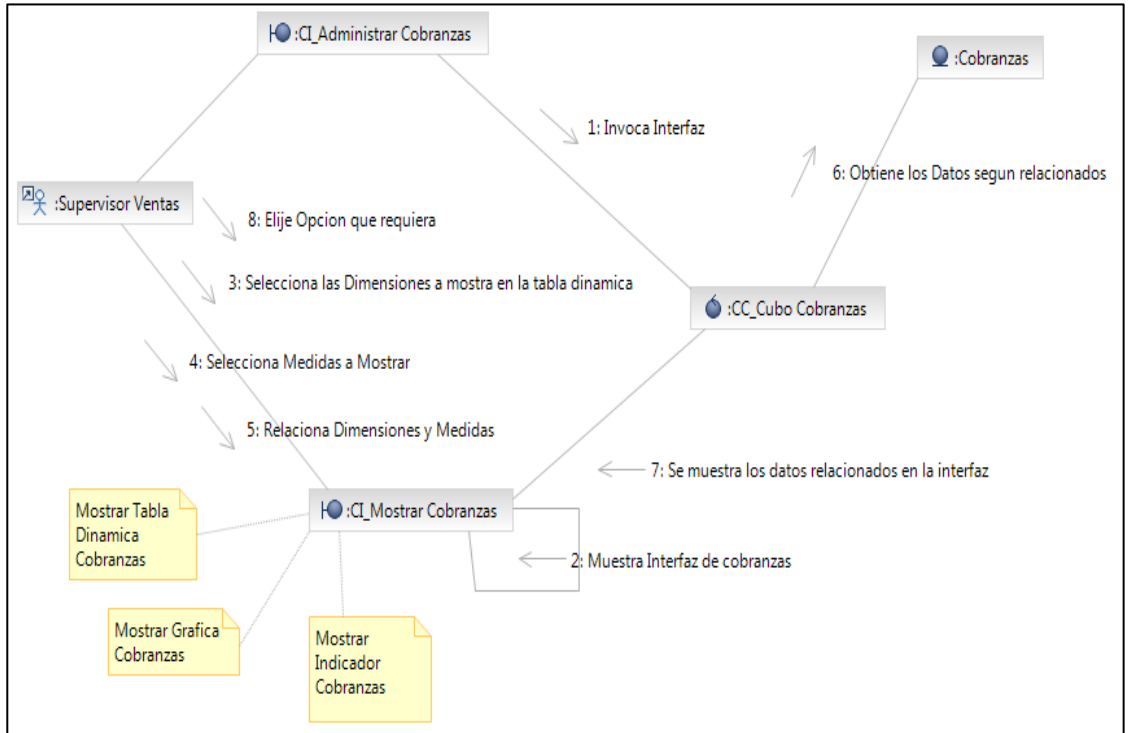 :CI_Administrar Cobranzas
:Cobranzas
1: Invoca Interfaz
6: Obtiene los Datos segun relacionados
:Supervisor Ventas
8: Elije Opcion que requiera
3: Selecciona las Dimensiones a mostra en la tabla dinamica
:CC_Cubo Cobranzas
4: Selecciona Medidas a Mostrar
5: Relaciona Dimensiones y Medidas
7: Se muestra los datos relacionados en la interfaz
:CI_Mostrar Cobranzas
2: Muestra Interfaz de cobranzas
Mostrar Tabla
Dinamica
Cobranzas
Mostrar Grafica
Cobranzas
Mostrar
Indicador
Cobranzas